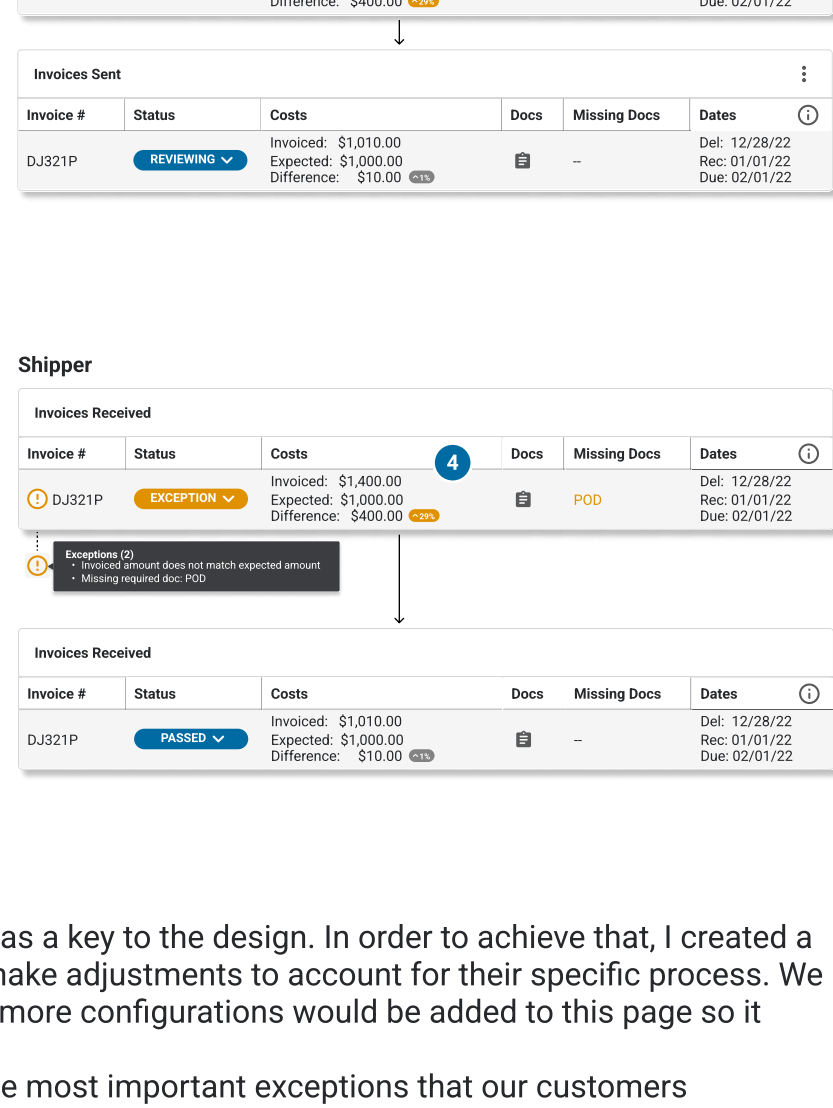 Difference: $400.00 ^29% Due: 02/01/22
Invoices Sent
Invoice # Status Costs Docs Missing Docs Dates
DJ321P REVIEWING Invoiced: $1,010.00 -- Del: 12/28/22
Expected: $1,000.00 Rec: 01/01/22
Difference: $10.00 ^1% Due: 02/01/22
Shipper
Invoices Received
Invoice # Status Costs 4 Docs Missing Docs Dates
DJ321P EXCEPTION Invoiced: $1,400.00 POD Del: 12/28/22
Expected: $1,000.00 Rec: 01/01/22
Difference: $400.00 ^29% Due: 02/01/22
Exceptions (2)
• Invoiced amount does not match expected amount
• Missing required doc: POD
Invoices Received
Invoice # Status Costs Docs Missing Docs Dates
DJ321P PASSED Invoiced: $1,010.00 -- Del: 12/28/22
Expected: $1,000.00 Rec: 01/01/22
Difference: $10.00 ^1% Due: 02/01/22
as a key to the design. In order to achieve that, I created a
make adjustments to account for their specific process. We
more configurations would be added to this page so it
e most important exceptions that our customers